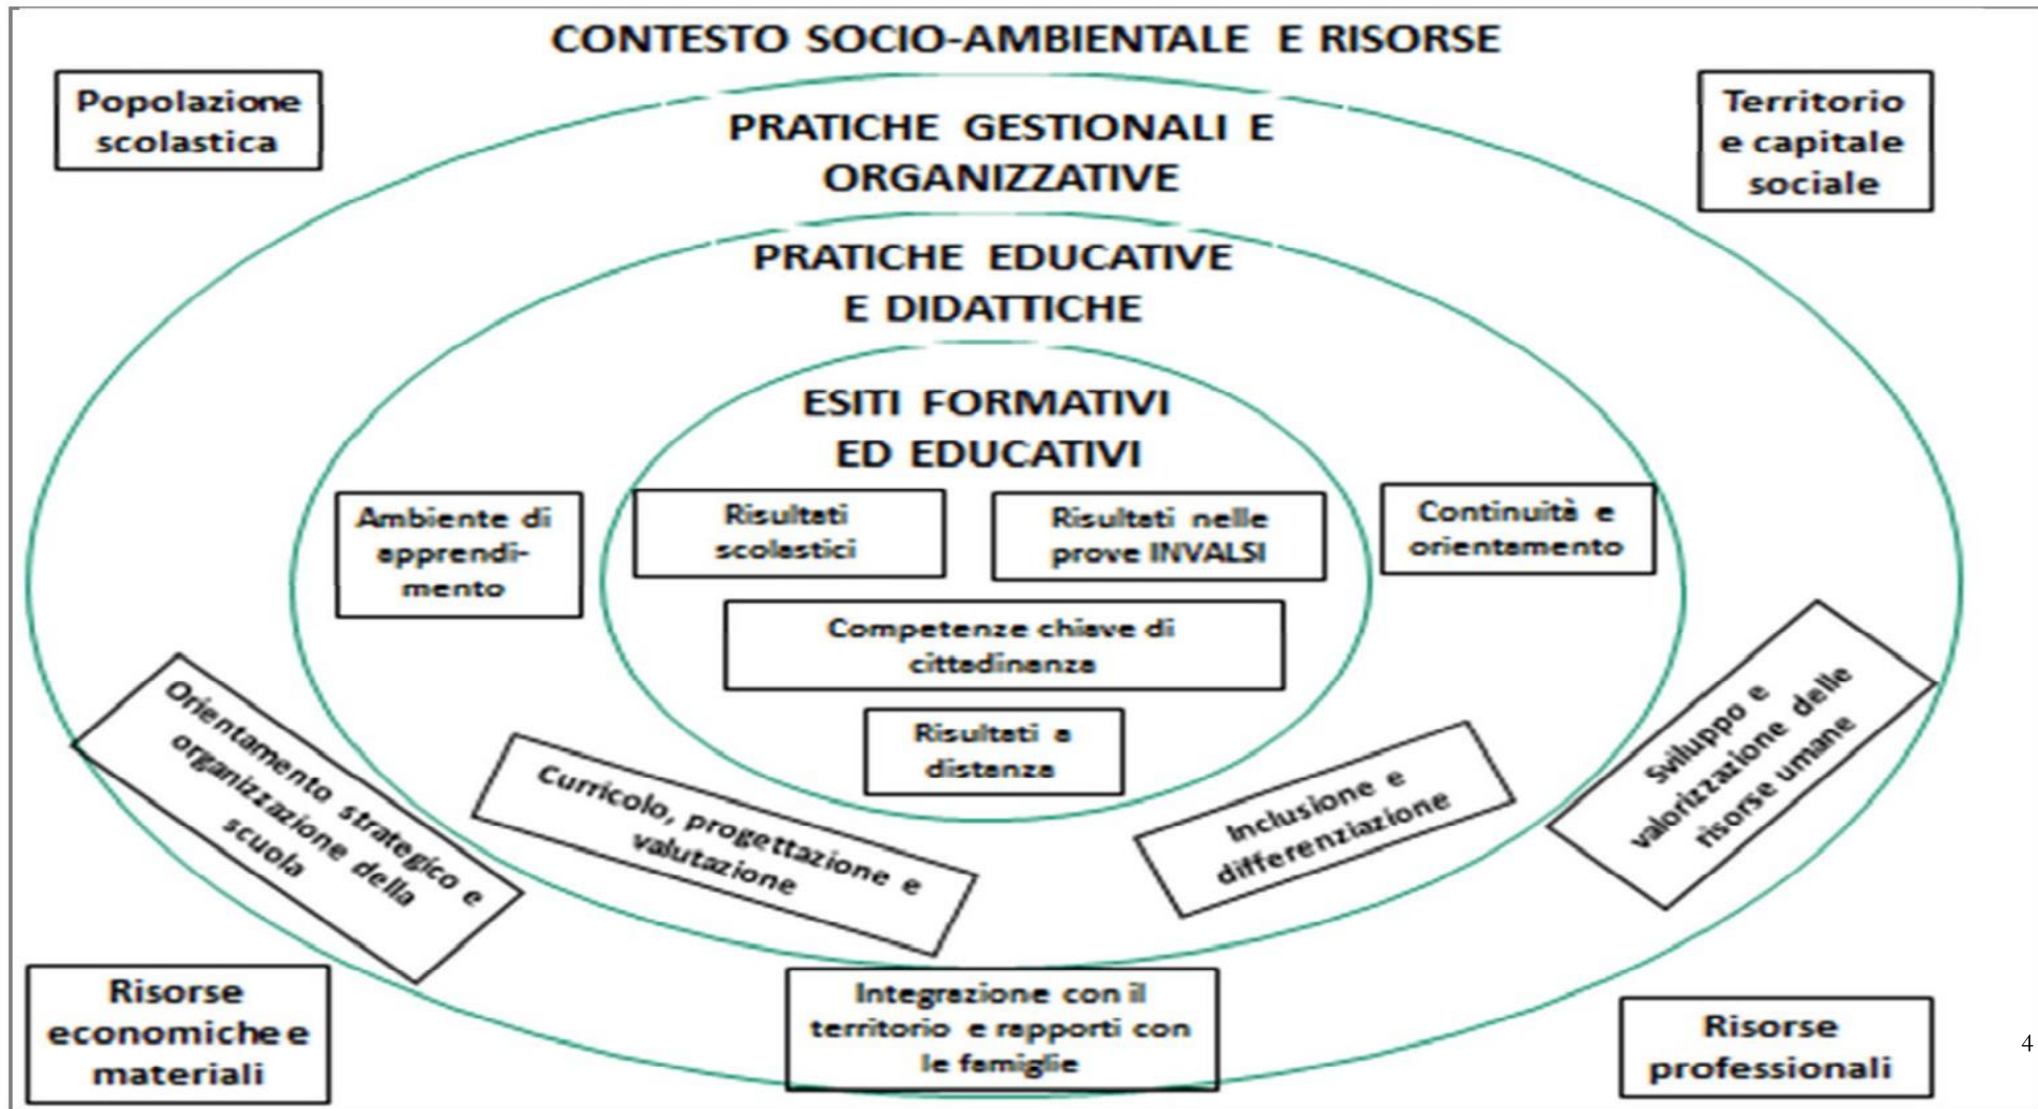 CONTESTO SOCIO-AMBIENTALE E RISORSE
Popolazione
scolastica
Territorio
e capitale
sociale
PRATICHE GESTIONALI E
ORGANIZZATIVE
PRATICHE EDUCATIVE
E DIDATTICHE
ESITI FORMATIVI
ED EDUCATIVI
Ambiente di
apprendi-
mento
Risultati
scolastici
Risultati nelle
prove INVALSI
Continuità e
orientamento
Competenze chiave di
cittadinanza
Risultati a
distanza
Orientamento strategico e
organizzazione della
scuola
Curricolo, progettazione e
valutazione
Inclusione e
differenziazione
Sviluppo e
valorizzazione delle
risorse umane
Risorse
economiche e
materiali
Integrazione con il
territorio e rapporti con
le famiglie
Risorse
professionali
4